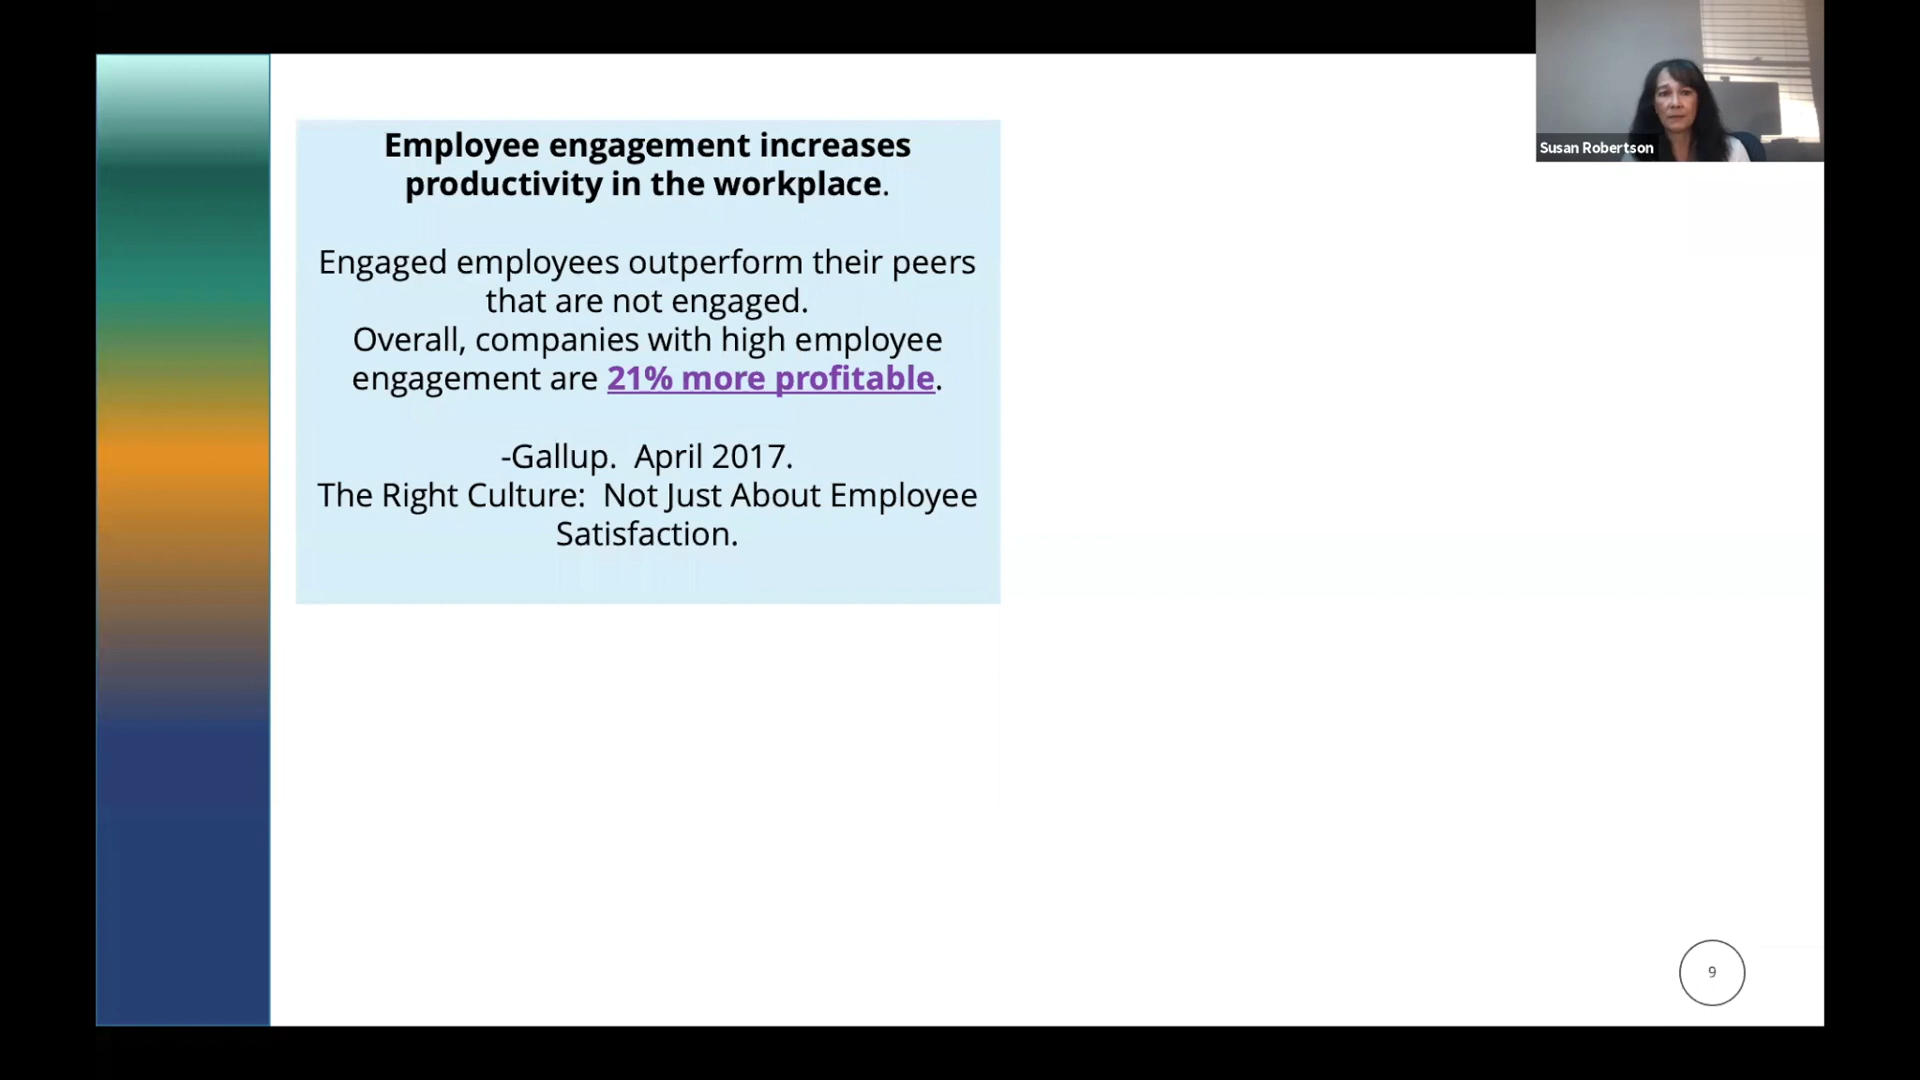 Employee engagement increases
productivity in the workplace.
Engaged employees outperform their peers
that are not engaged.
Overall, companies with high employee
engagement are 21% more profitable.
-Gallup.  April 2017.
The Right Culture:  Not Just About Employee
Satisfaction.
Susan Robertson
9